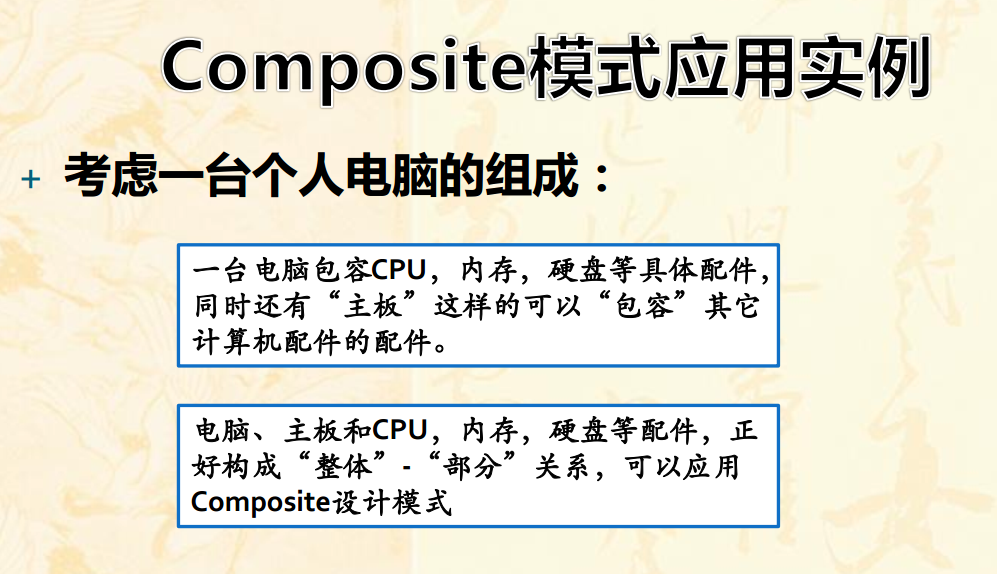 Composite模式应用实例
+ 考虑一台个人电脑的组成：
一台电脑包容CPU，内存，硬盘等具体配件，
同时还有“主板”这样的可以“包容”其它
计算机配件的配件。
电脑、主板和CPU，内存，硬盘等配件，正
好构成“整体”-“部分”关系，可以应用
Composite设计模式